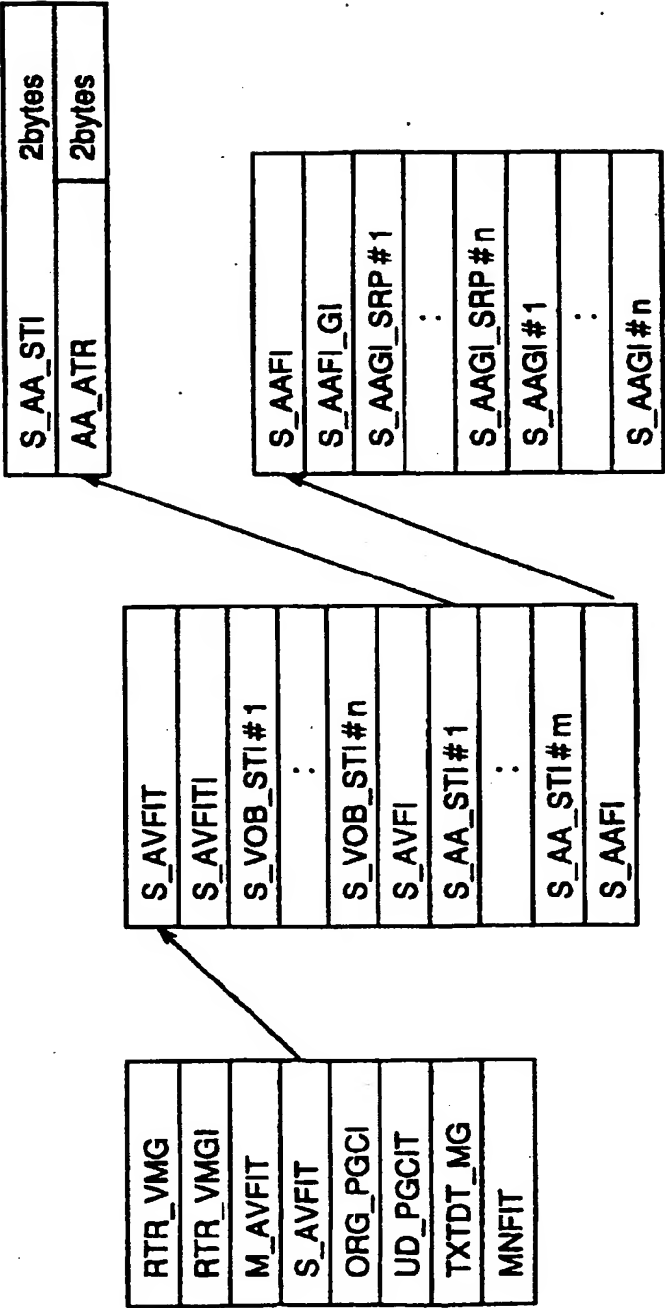 RTR_VMG
RTR_VMGI
M_AVFIT
S_AVFIT
ORG_PGCI
UD_PGCIT
TXTDT_MG
MNFIT
S_AVFIT
S_AVFITI
S_VOB_STI#1
:
S_VOB_STI#n
S_AVFI
S_AA_STI#1
:
S_AA_STI#m
S_AAFI
S_AA_STI 2bytes
AA_ATR 2bytes
S_AAFI
S_AAFI_GI
S_AAGI_SRP#1
:
S_AAGI_SRP#n
S_AAGI#1
:
S_AAGI#n